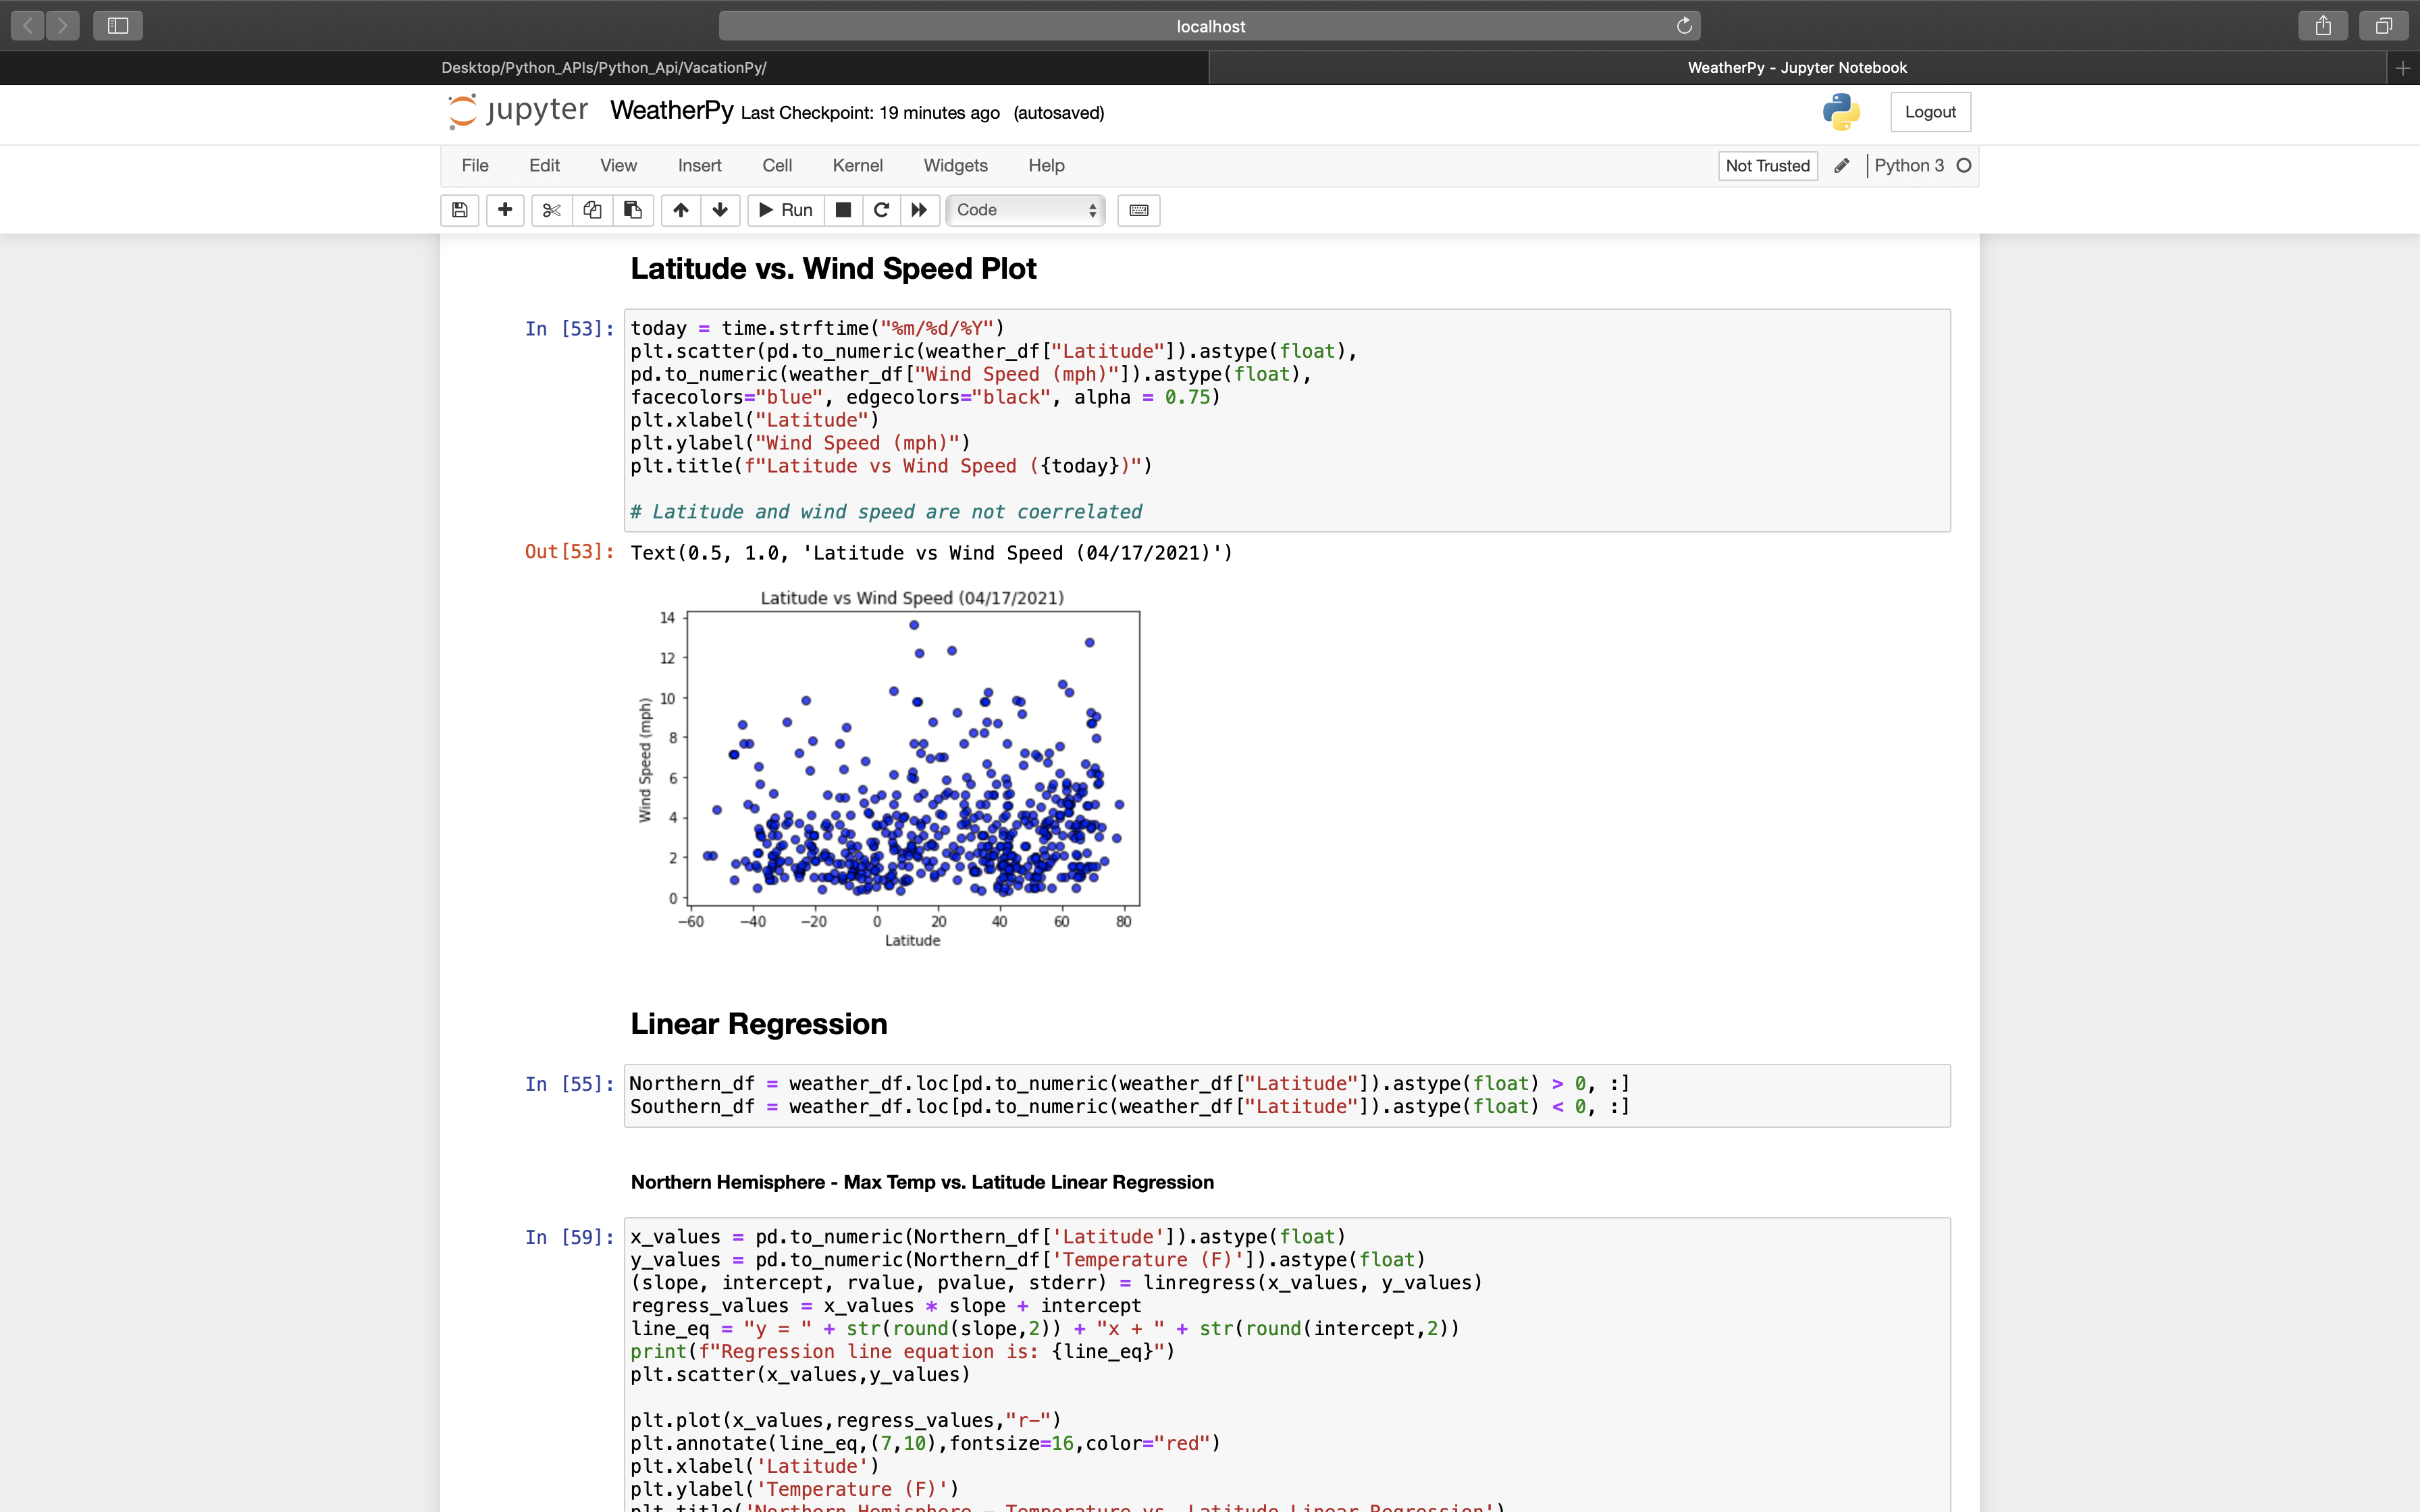 localhost
Desktop/Python_APIs/Python_Api/VacationPy/
WeatherPy - Jupyter Notebook
jupyter WeatherPy Last Checkpoint: 19 minutes ago (autosaved)
Logout
File Edit View Insert Cell Kernel Widgets Help
Not Trusted
Python 3
Run
Code
Latitude vs. Wind Speed Plot
In [53]:
today = time.strftime("%m/%d/%Y")
plt.scatter(pd.to_numeric(weather_df["Latitude"]).astype(float),
pd.to_numeric(weather_df["Wind Speed (mph)"]).astype(float),
facecolors="blue", edgecolors="black", alpha = 0.75)
plt.xlabel("Latitude")
plt.ylabel("Wind Speed (mph)")
plt.title(f"Latitude vs Wind Speed ({today})")
# Latitude and wind speed are not coerrelated
Out[53]: Text(0.5, 1.0, 'Latitude vs Wind Speed (04/17/2021)')
Latitude vs Wind Speed (04/17/2021)
14
12
10
8
6
4
2
0
Wind Speed (mph)
−60 −40 −20 0 20 40 60 80
Latitude
Linear Regression
In [55]:
Northern_df = weather_df.loc[pd.to_numeric(weather_df["Latitude"]).astype(float) > 0, :]
Southern_df = weather_df.loc[pd.to_numeric(weather_df["Latitude"]).astype(float) < 0, :]
Northern Hemisphere - Max Temp vs. Latitude Linear Regression
In [59]:
x_values = pd.to_numeric(Northern_df['Latitude']).astype(float)
y_values = pd.to_numeric(Northern_df['Temperature (F)']).astype(float)
(slope, intercept, rvalue, pvalue, stderr) = linregress(x_values, y_values)
regress_values = x_values * slope + intercept
line_eq = "y = " + str(round(slope,2)) + "x + " + str(round(intercept,2))
print(f"Regression line equation is: {line_eq}")
plt.scatter(x_values,y_values)
plt.plot(x_values,regress_values,"r-")
plt.annotate(line_eq,(7,10),fontsize=16,color="red")
plt.xlabel('Latitude')
plt.ylabel('Temperature (F)')
plt.title('Northern Hemisphere - Temperature vs. Latitude Linear Regression')